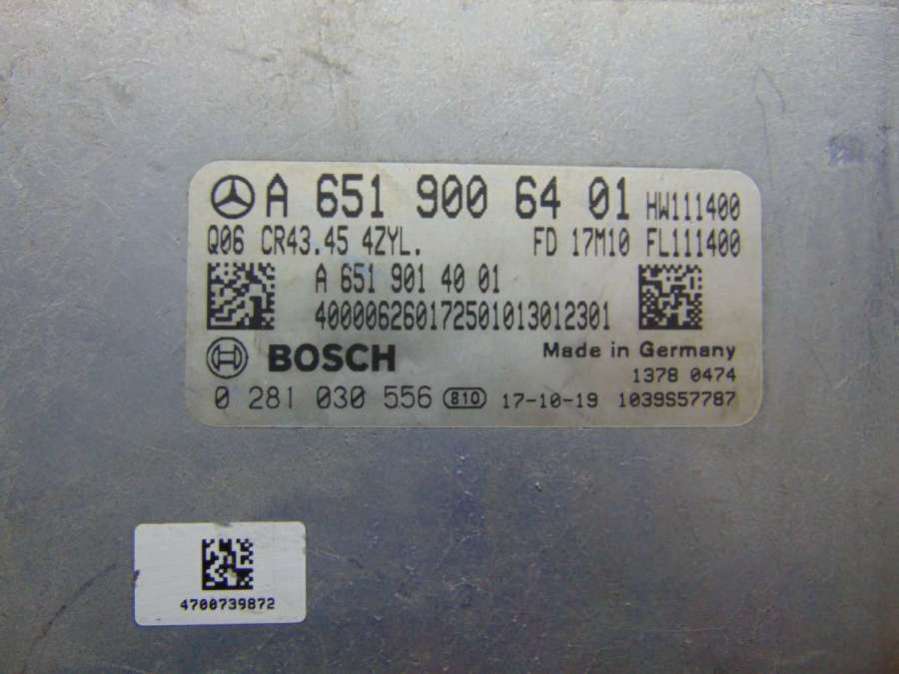 A 651 900 64 01 HW111400
Q06 CR43.45 4ZYL. FD 17M10 FL111400
A 651 901 40 01
400006260172501013012301
BOSCH Made in Germany
1378 0474
0 281 030 556 810 17-10-19 1039S57787
4700739872